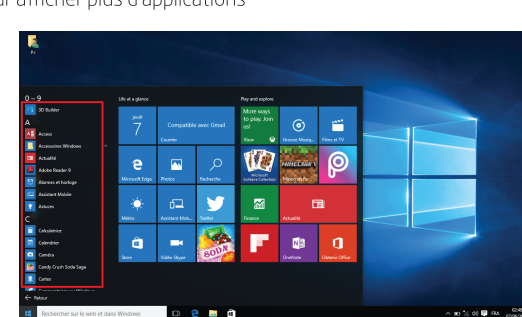 ur afficher plus d'applications
Pc
0 – 9
3D Builder
A
Access
Accessoires Windows
Actualité
Adobe Reader 9
Alarmes et horloge
Assistant Mobile
Astuces
C
Calculatrice
Calendrier
Caméra
Candy Crush Soda Saga
Cartes
Retour
Life at a glance
jeudi
7
Compatible avec Gmail
Courrier
Microsoft Edge
Photos
Recherche
Météo
Assistant Mob...
Twitter
Store
Vidéo Skype
SODA
Play and explore
More ways
to play. Join
us!
Xbox
Groove Musiq...
Films et TV
Microsoft
Solitaire Collection
MINECRAFT
Finance
Actualité
OneNote
Obtenir Office
Rechercher sur le web et dans Windows
FRA